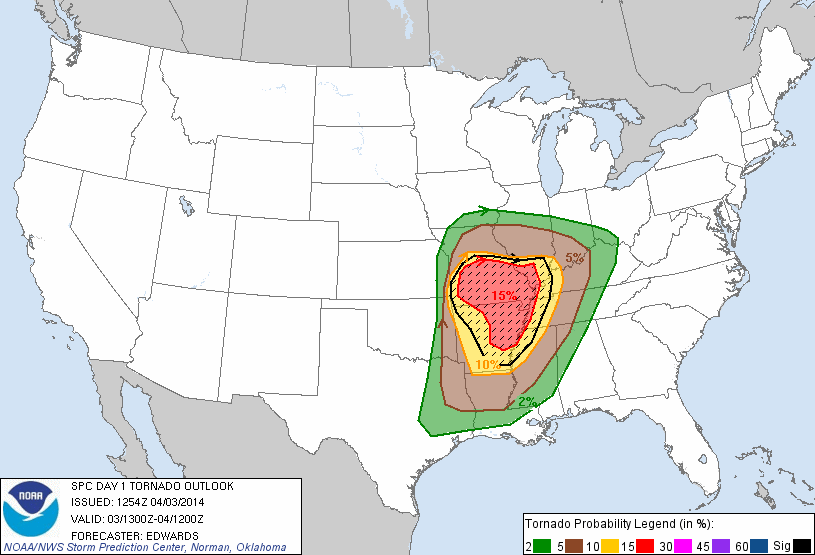 5%
15%
10%
2%
NOAA
SPC DAY 1 TORNADO OUTLOOK
ISSUED: 1254Z 04/03/2014
VALID: 03/1300Z-04/1200Z
FORECASTER: EDWARDS
NOAA/NWS Storm Prediction Center, Norman, Oklahoma
Tornado Probability Legend (in %):
2 5 10 15 30 45 60 Sig